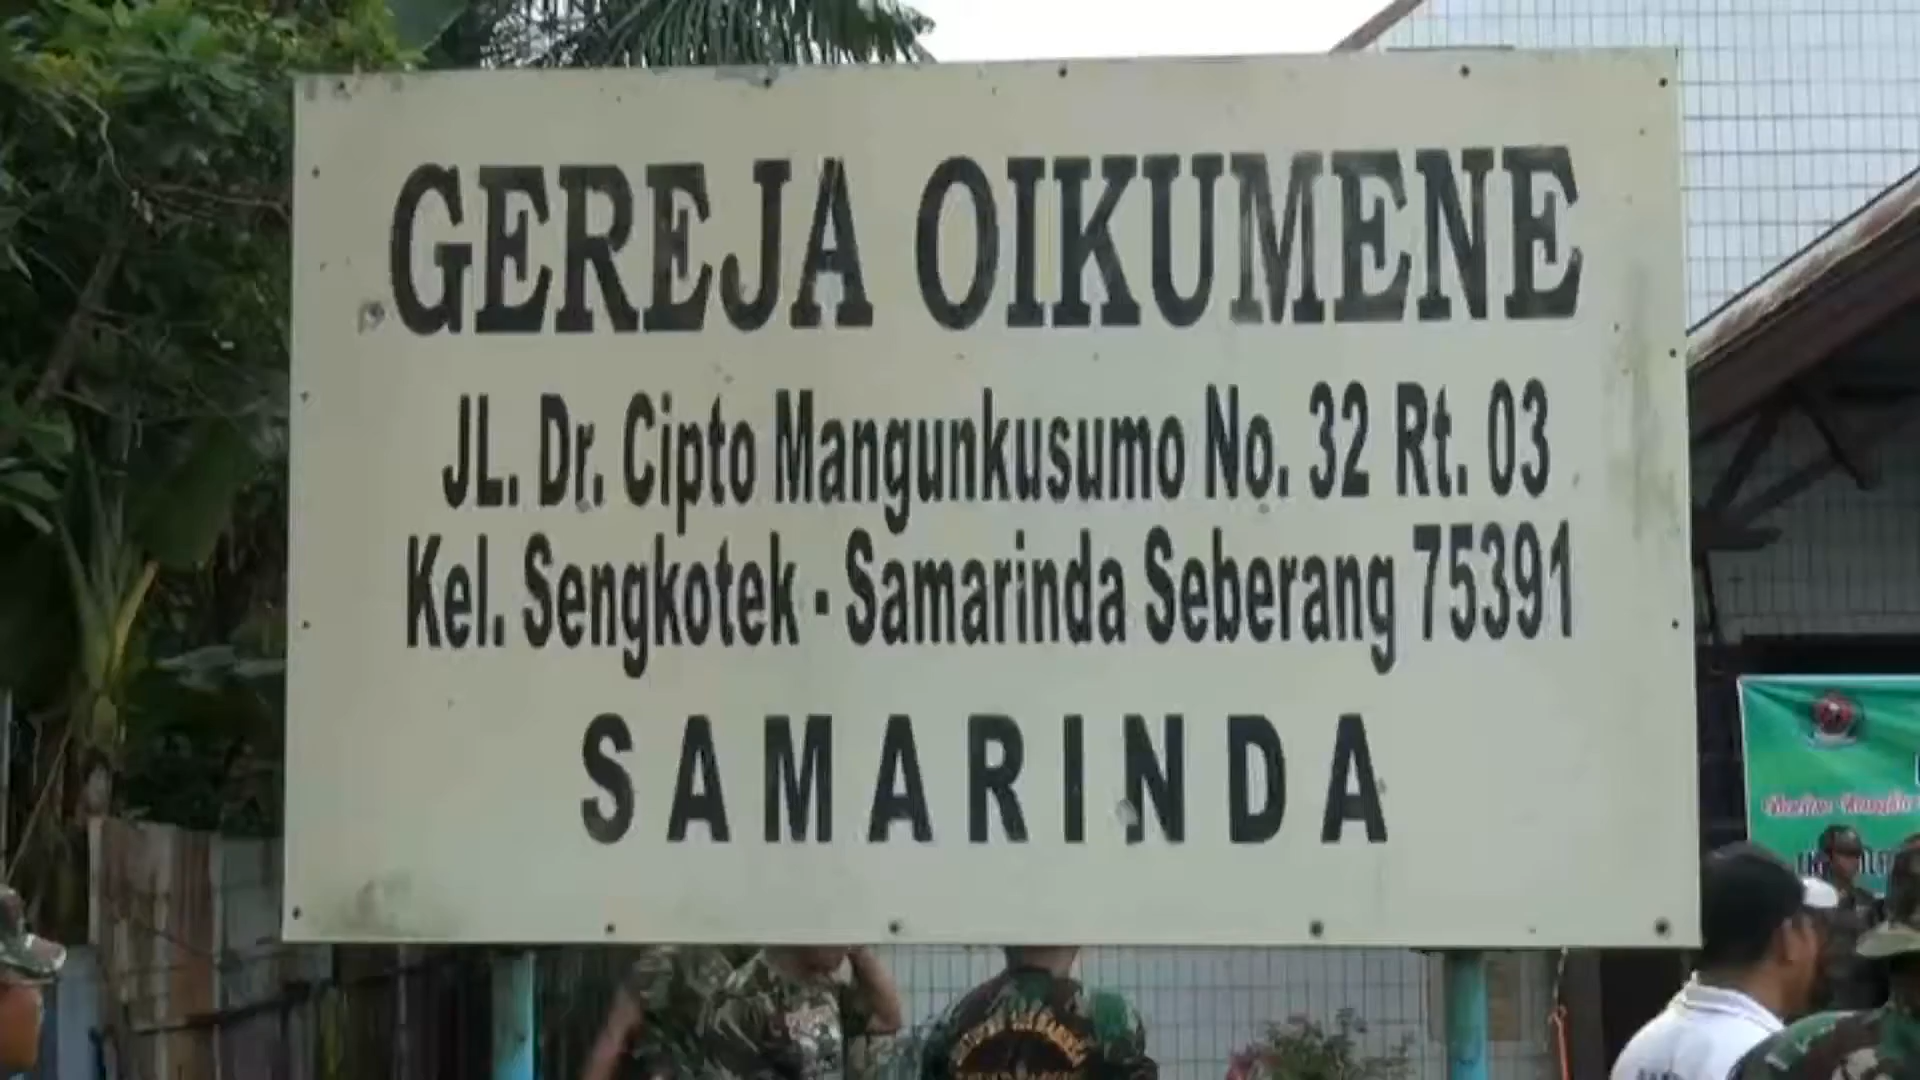 GEREJA OIKUMENE
JL. Dr. Cipto Mangunkusumo No. 32 Rt. 03
Kel. Sengkotek - Samarinda Seberang 75391
SAMARINDA